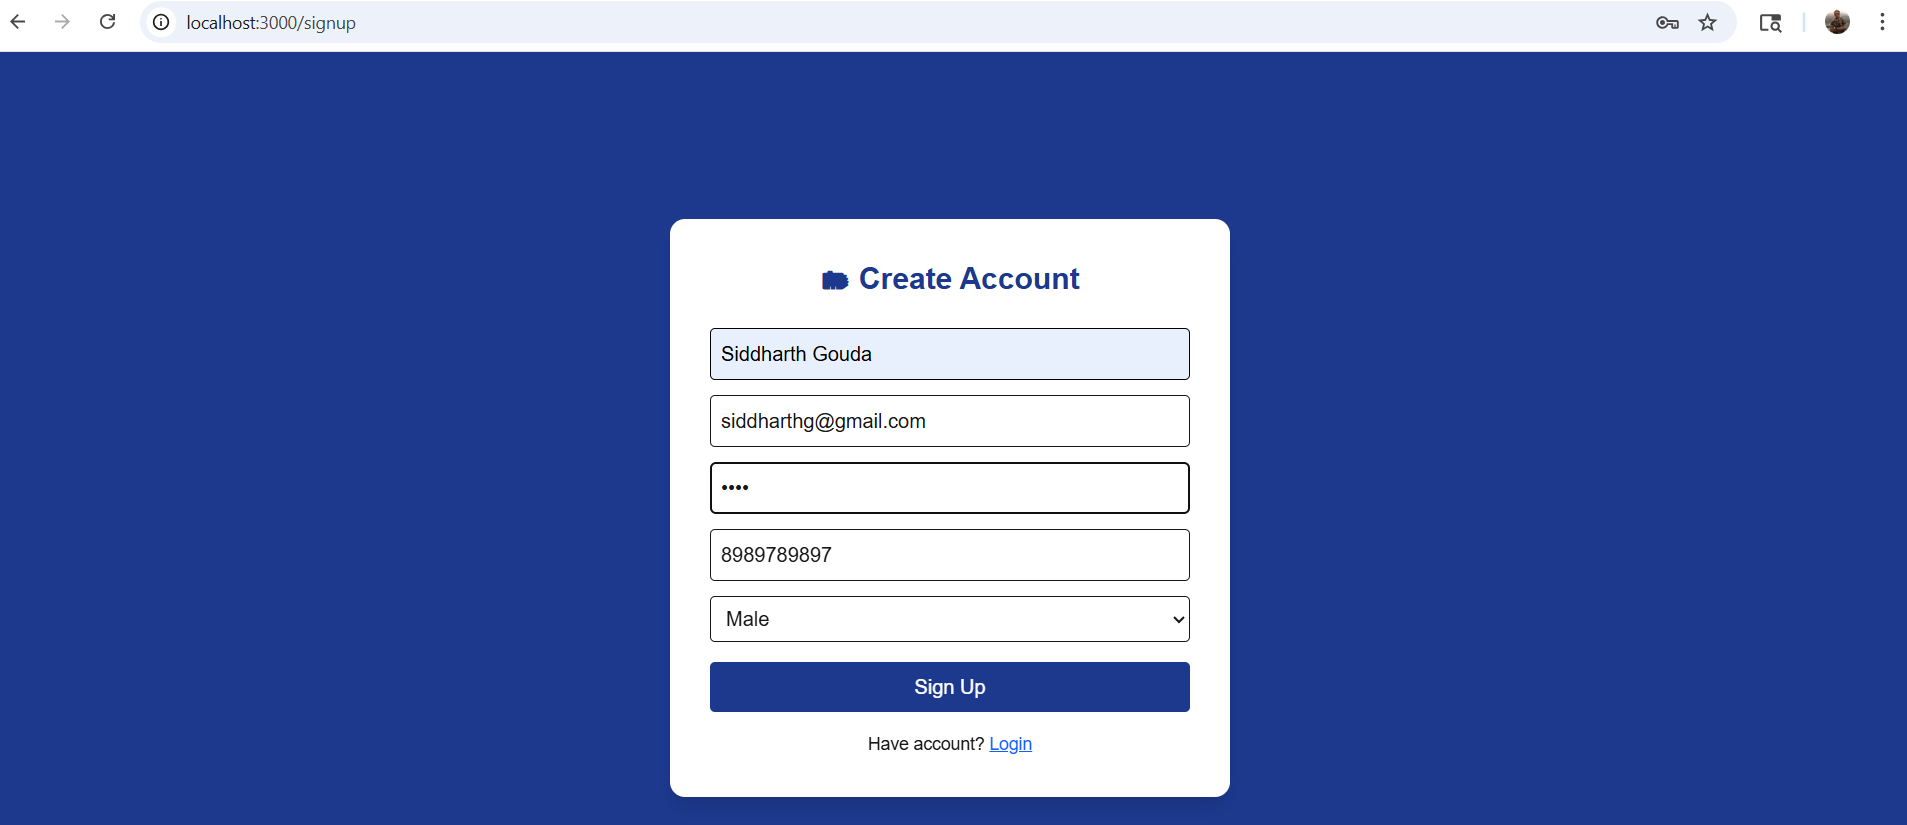 localhost:3000/signup
Create Account
Siddharth Gouda
siddharthg@gmail.com
••••
8989789897
Male
Sign Up
Have account? Login